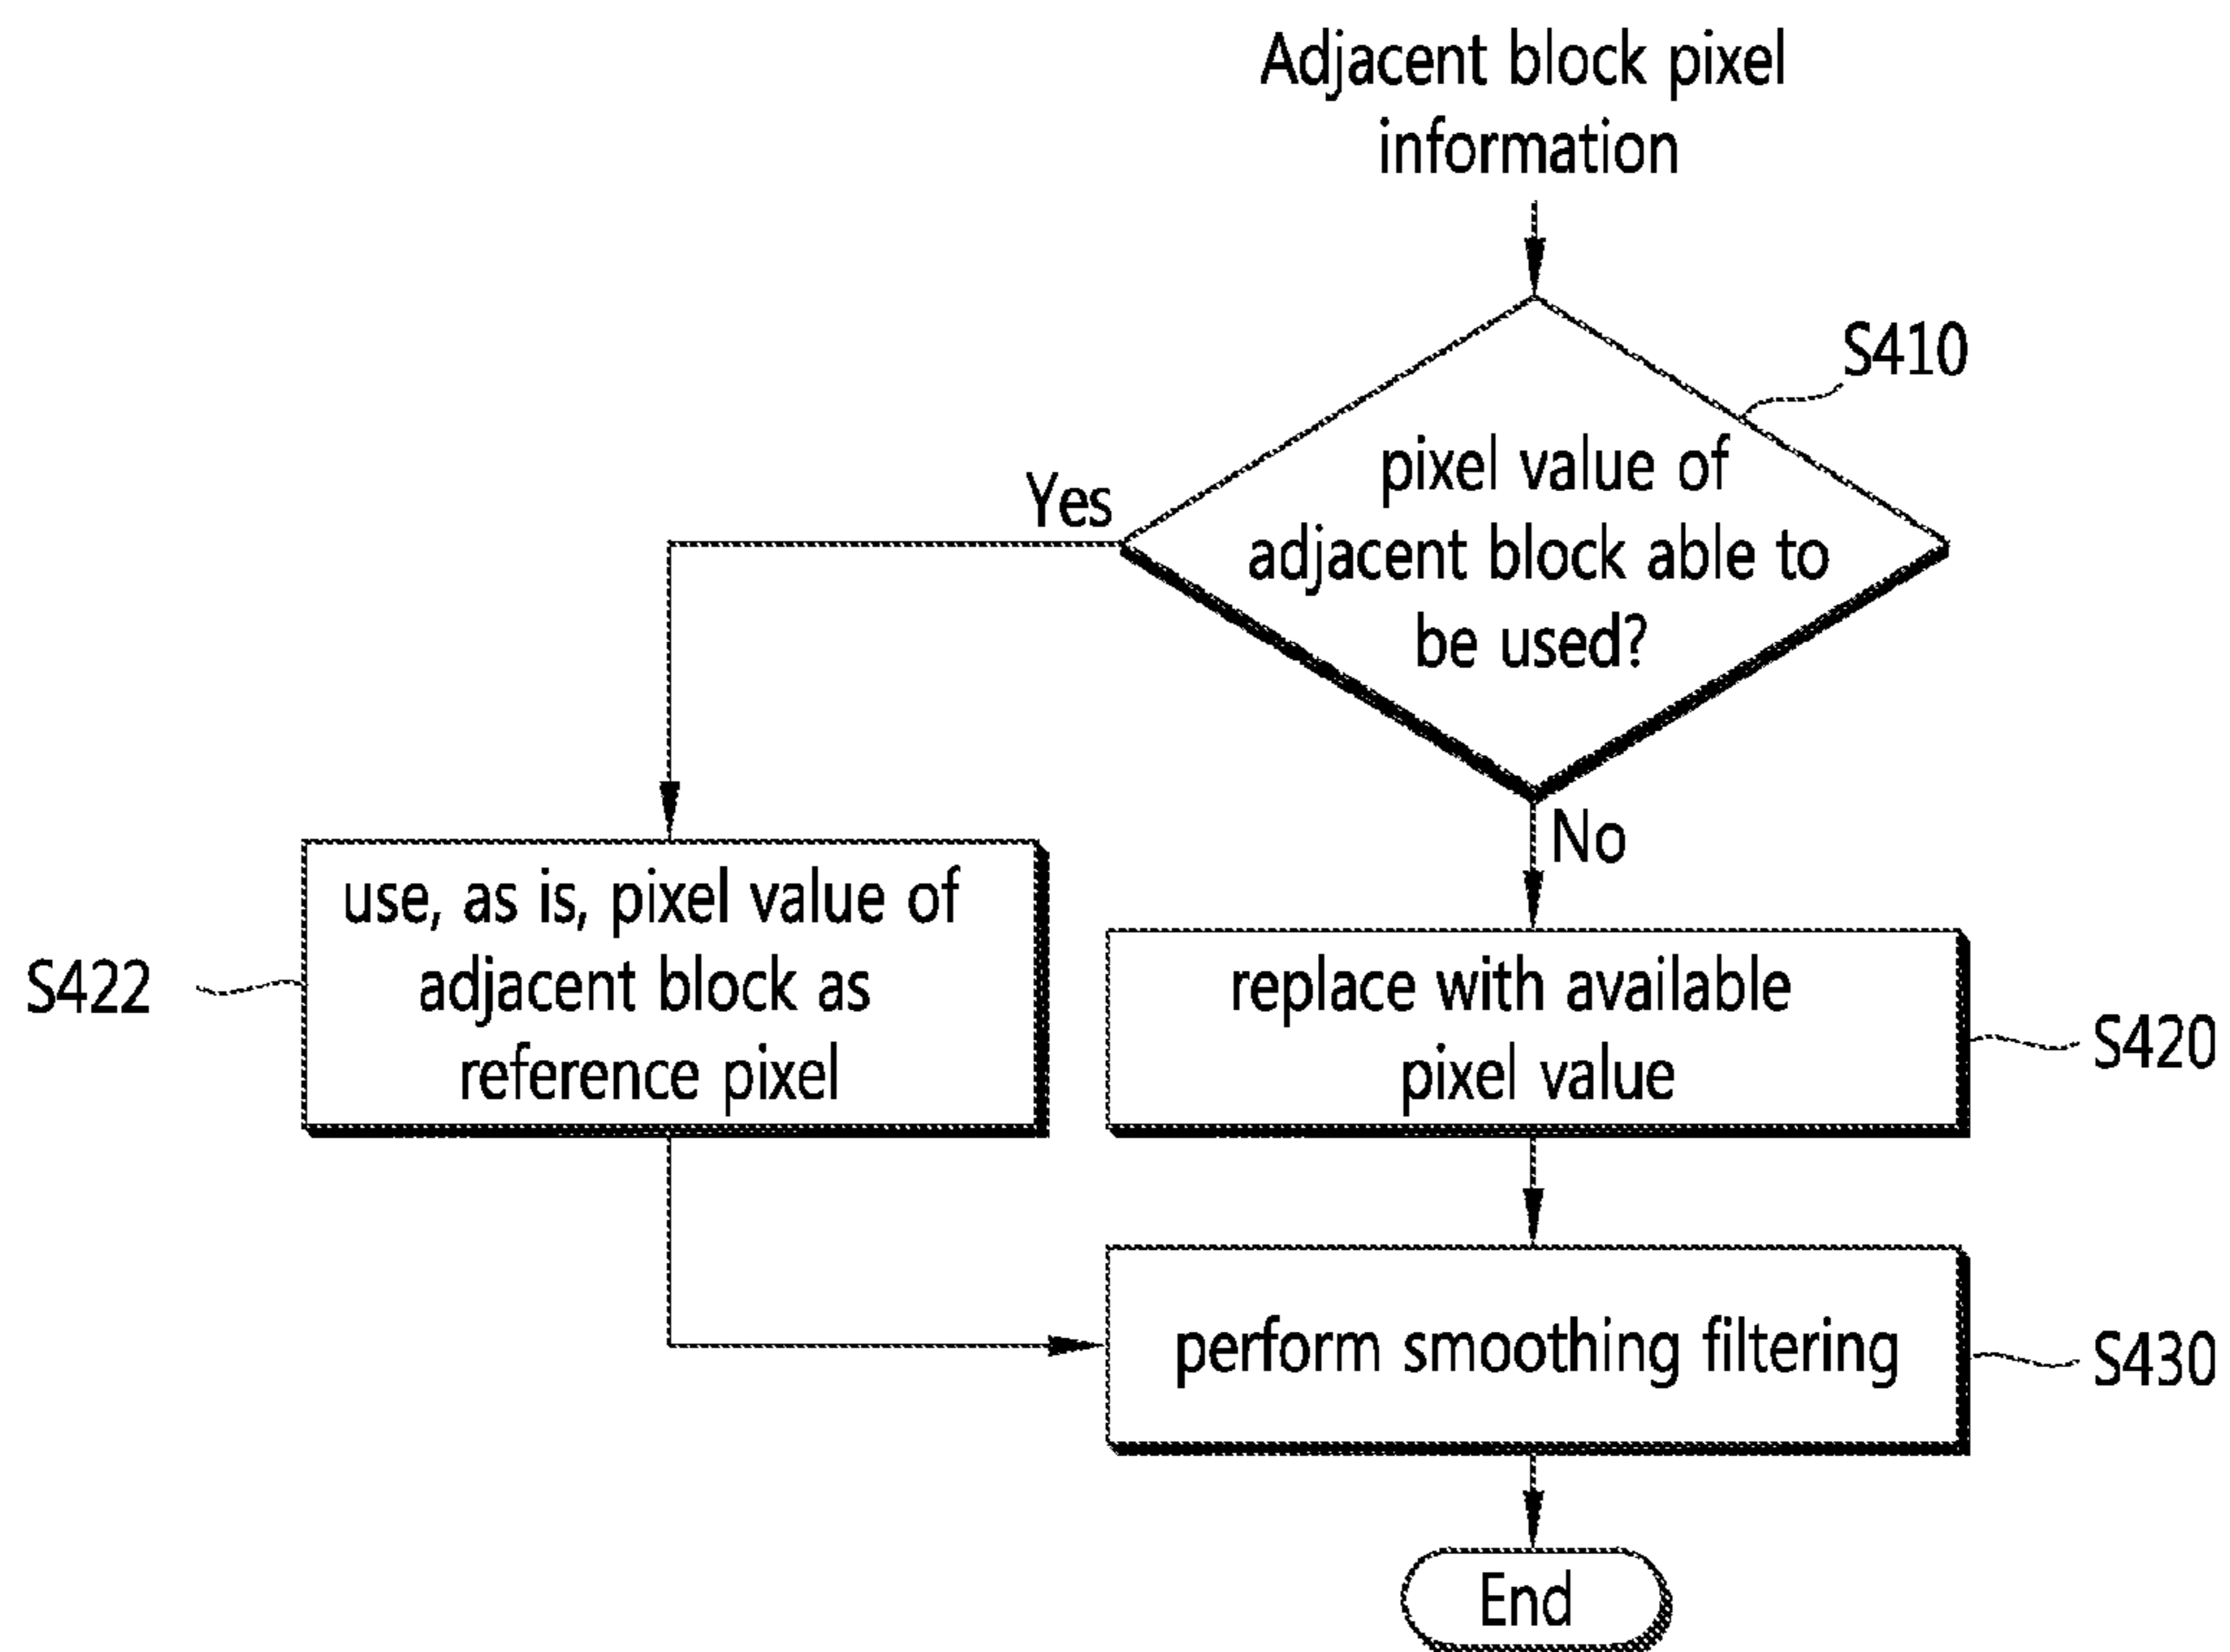 Adjacent block pixel
information
S410
pixel value of
adjacent block able to
be used?
Yes
No
use, as is, pixel value of
adjacent block as
reference pixel
S422
replace with available
pixel value
S420
perform smoothing filtering
S430
End